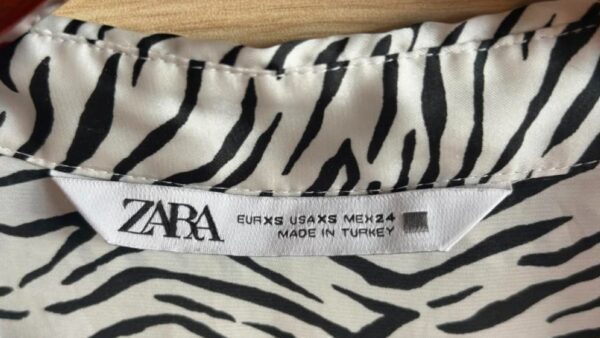 ZARA
EUR XS USA XS MEX 24
MADE IN TURKEY